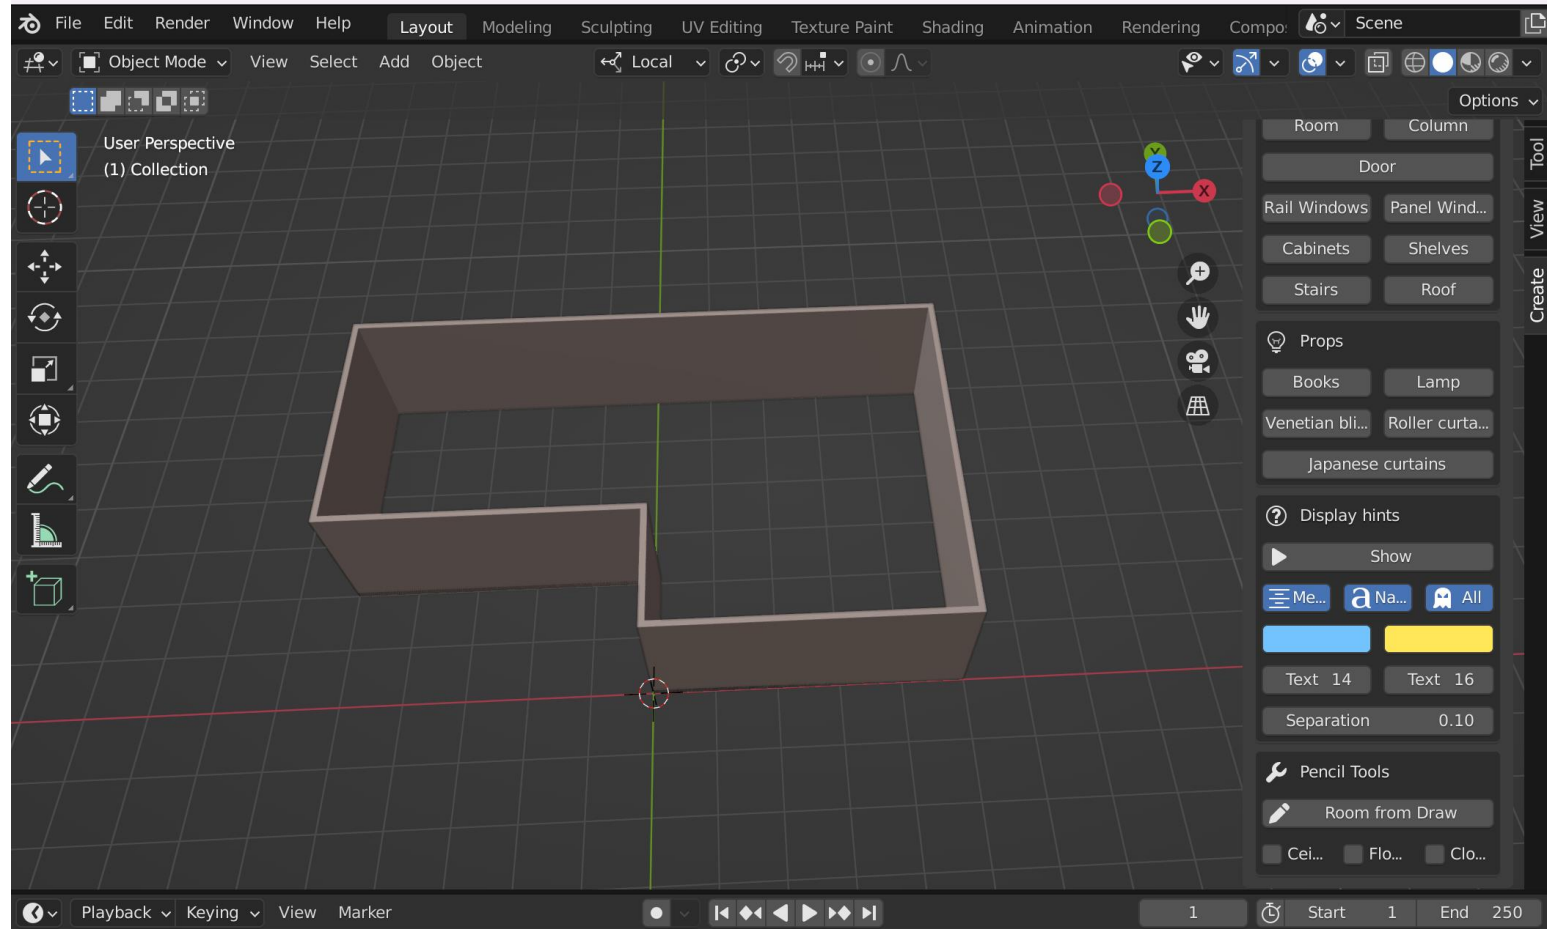 File Edit Render Window Help Layout Modeling Sculpting UV Editing Texture Paint Shading Animation Rendering Compo: Scene
Object Mode View Select Add Object Local
Options
User Perspective
(1) Collection
Y
Z
X
Room Column
Door
Rail Windows Panel Wind...
Cabinets Shelves
Stairs Roof
Props
Books Lamp
Venetian bli... Roller curta...
Japanese curtains
Display hints
Show
Me... a Na... All
Text 14 Text 16
Separation 0.10
Pencil Tools
Room from Draw
Cei... Flo... Clo...
Tool
View
Create
Playback Keying View Marker 1 Start 1 End 250